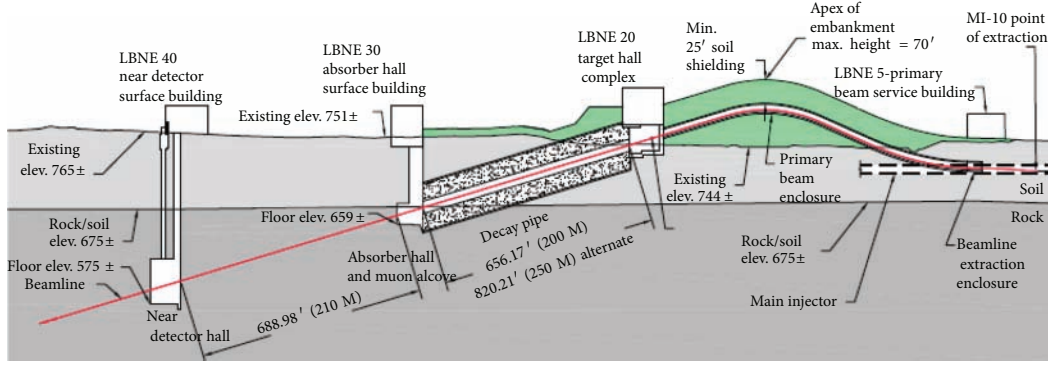 LBNE 40
near detector
surface building
LBNE 30
absorber hall
surface building
LBNE 20
target hall
complex
Min.
25′ soil
shielding
Apex of
embankment
max. height = 70′
MI-10 point
of extraction
LBNE 5-primary
beam service building
Existing elev. 751±
Existing
elev. 765±
Existing
elev. 744 ±
Primary
beam
enclosure
Soil
Rock
Rock/soil
elev. 675±
Floor elev. 659±
Decay pipe
656.17′ (200 M)
820.21′ (250 M) alternate
Rock/soil
elev. 675±
Beamline
extraction
enclosure
Floor elev. 575 ±
Beamline
Absorber hall
and muon alcove
Main injector
Near
detector hall
688.98′ (210 M)